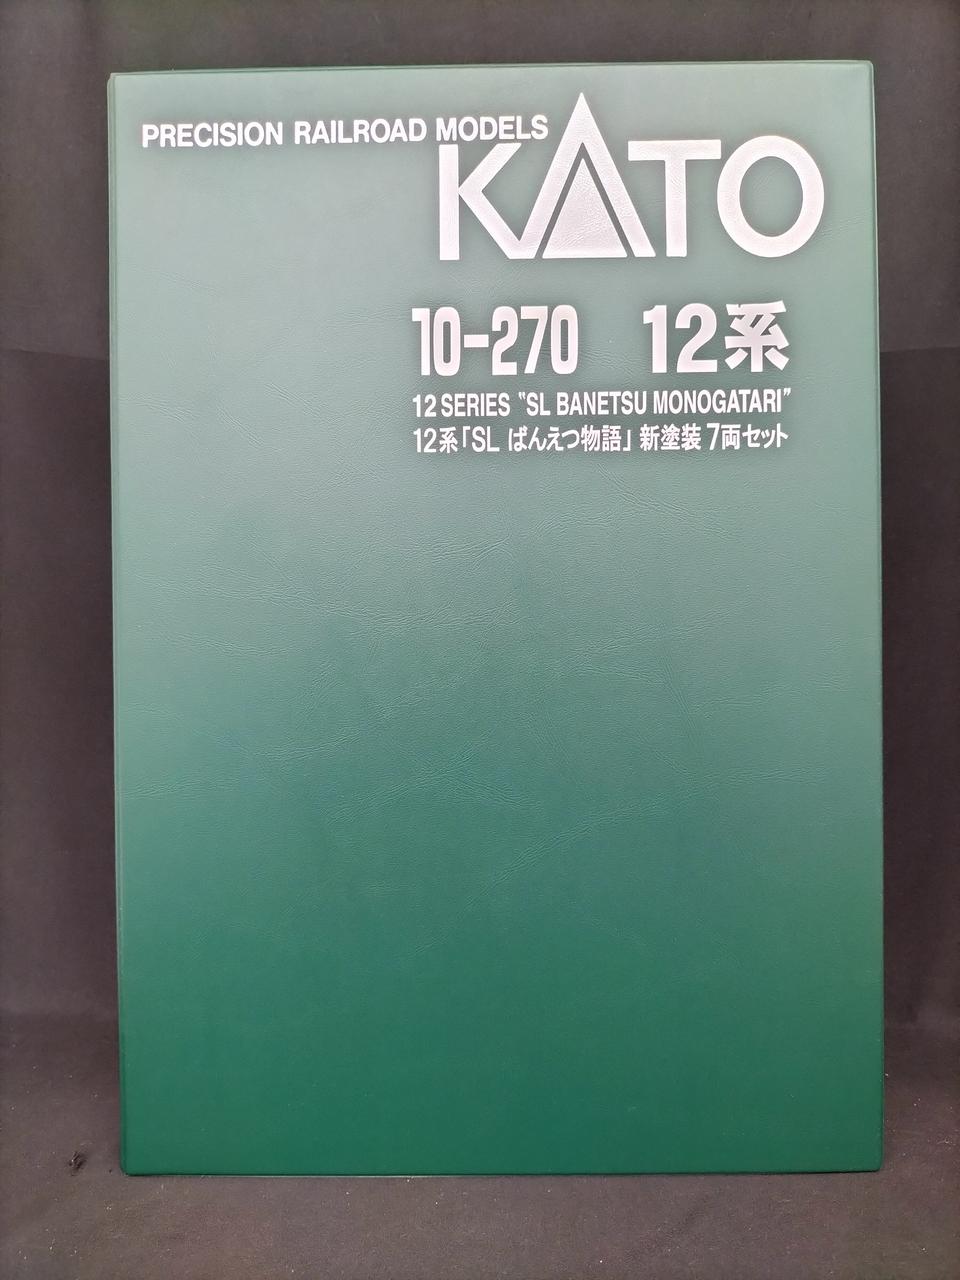 PRECISION RAILROAD MODELS
KATO
10-270 12系
12 SERIES "SL BANETSU MONOGATARI"
12系「SL ばんえつ物語」新塗装 7両セット